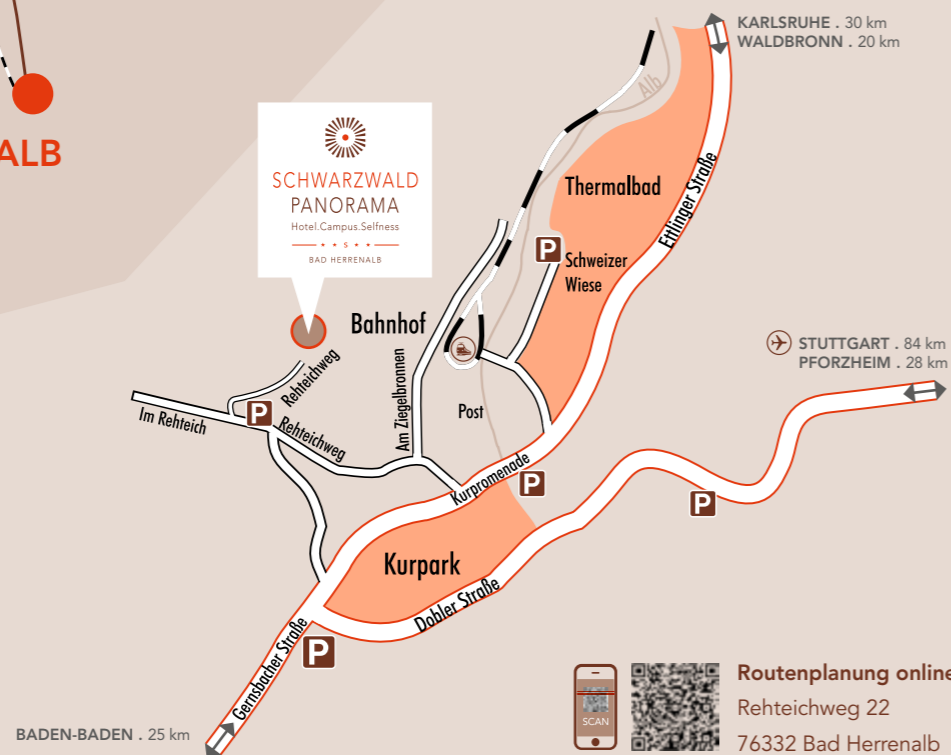 KARLSRUHE . 30 km
WALDBRONN . 20 km
ALB
SCHWARZWALD
PANORAMA
Hotel.Campus.Selfness
S
BAD HERRENALB
Alb
Thermalbad
Ettlinger Straße
P
Schweizer
Wiese
Bahnhof
STUTTGART . 84 km
PFORZHEIM . 28 km
Rehteichweg
Am Ziegelbronnen
Im Rehteich
P
Rehteichweg
Post
Kurpromenade
P
P
Kurpark
Dobler Straße
Gernsbacher Straße
P
BADEN-BADEN . 25 km
SCAN
Routenplanung online
Rehteichweg 22
76332 Bad Herrenalb